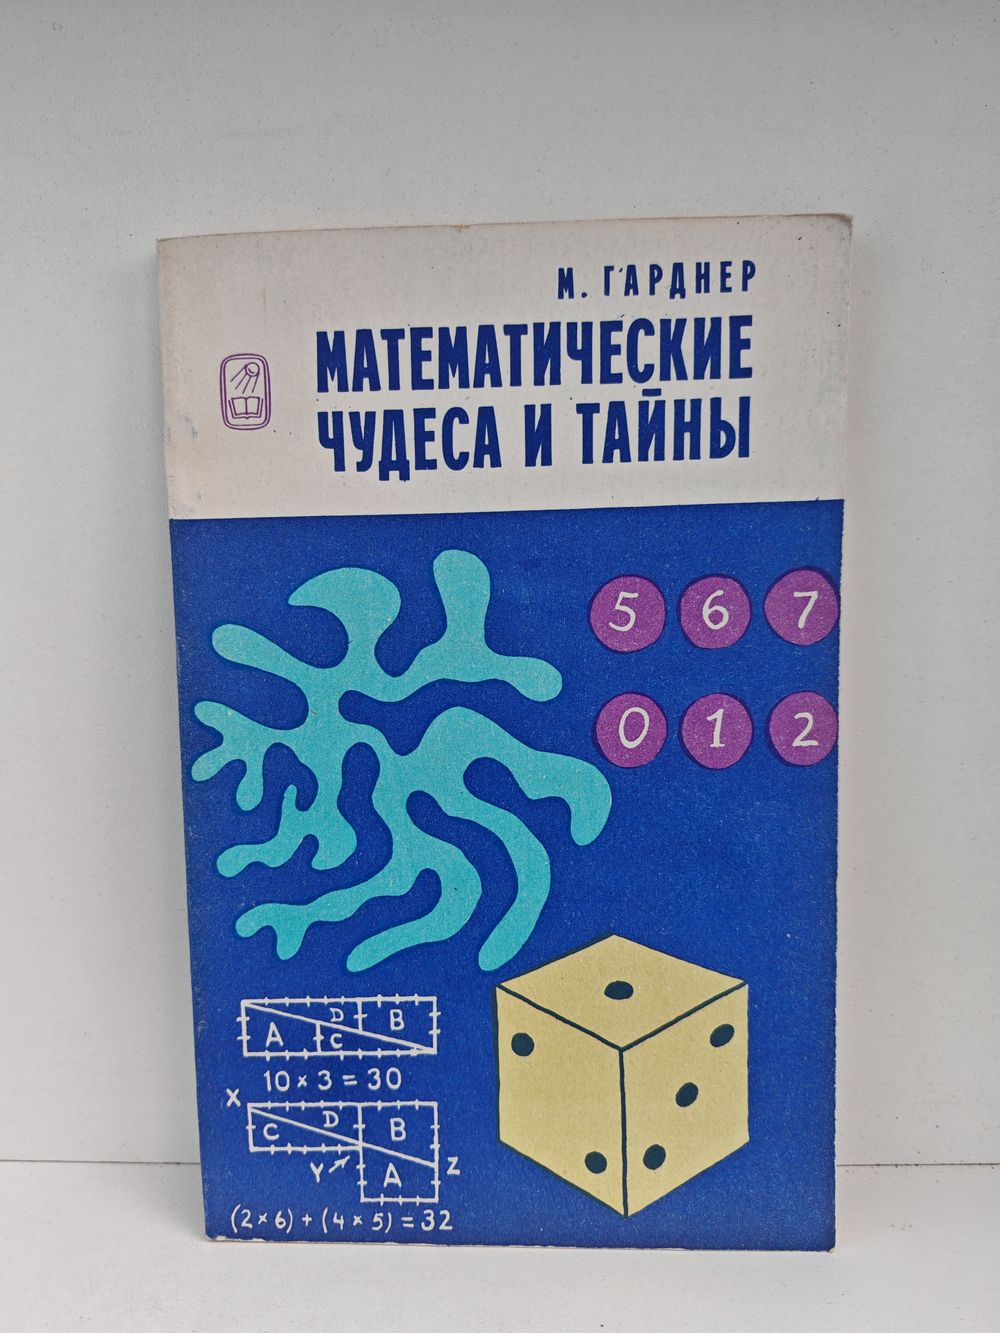 М. ГАРДНЕР
МАТЕМАТИЧЕСКИЕ
ЧУДЕСА И ТАЙНЫ
5 6 7
0 1 2
A D C B
10 × 3 = 30
X
C D B
Y A Z
(2 × 6) + (4 × 5) = 32